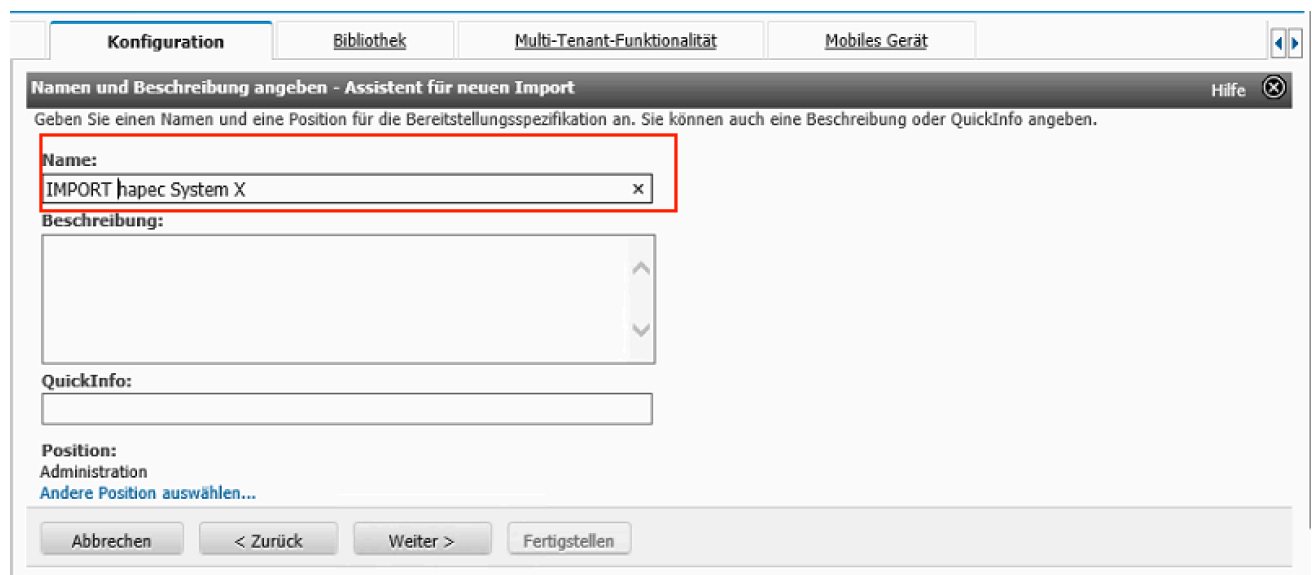 Konfiguration Bibliothek Multi-Tenant-Funktionalität Mobiles Gerät
Namen und Beschreibung angeben - Assistent für neuen Import Hilfe
Geben Sie einen Namen und eine Position für die Bereitstellungsspezifikation an. Sie können auch eine Beschreibung oder QuickInfo angeben.
Name:
IMPORT hapec System X
Beschreibung:
QuickInfo:
Position:
Administration
Andere Position auswählen...
Abbrechen < Zurück Weiter > Fertigstellen